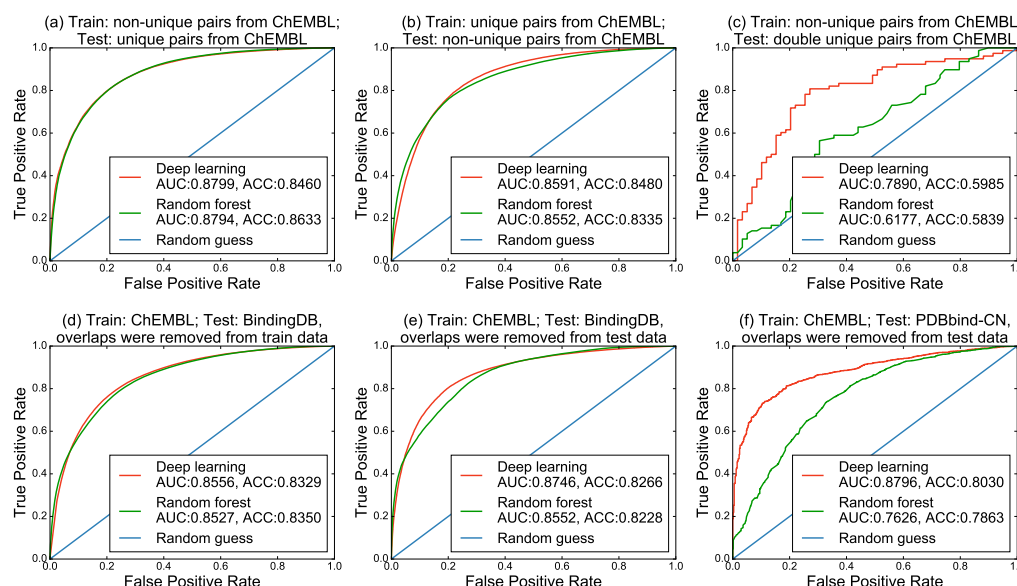 (a) Train: non-unique pairs from ChEMBL;
Test: unique pairs from ChEMBL
1.0
0.8
0.6
0.4
0.2
0.0
True Positive Rate
Deep learning
AUC:0.8799, ACC:0.8460
Random forest
AUC:0.8794, ACC:0.8633
Random guess
0.0 0.2 0.4 0.6 0.8 1.0
False Positive Rate
(b) Train: unique pairs from ChEMBL;
Test: non-unique pairs from ChEMBL
1.0
0.8
0.6
0.4
0.2
0.0
True Positive Rate
Deep learning
AUC:0.8591, ACC:0.8480
Random forest
AUC:0.8552, ACC:0.8335
Random guess
0.0 0.2 0.4 0.6 0.8 1.0
False Positive Rate
(c) Train: non-unique pairs from ChEMBL
Test: double unique pairs from ChEMBL
1.0
0.8
0.6
0.4
0.2
0.0
True Positive Rate
Deep learning
AUC:0.7890, ACC:0.5985
Random forest
AUC:0.6177, ACC:0.5839
Random guess
0.0 0.2 0.4 0.6 0.8 1.0
False Positive Rate
(d) Train: ChEMBL; Test: BindingDB,
overlaps were removed from train data
1.0
0.8
0.6
0.4
0.2
0.0
True Positive Rate
Deep learning
AUC:0.8556, ACC:0.8329
Random forest
AUC:0.8527, ACC:0.8350
Random guess
0.0 0.2 0.4 0.6 0.8 1.0
False Positive Rate
(e) Train: ChEMBL; Test: BindingDB,
overlaps were removed from test data
1.0
0.8
0.6
0.4
0.2
0.0
True Positive Rate
Deep learning
AUC:0.8746, ACC:0.8266
Random forest
AUC:0.8552, ACC:0.8228
Random guess
0.0 0.2 0.4 0.6 0.8 1.0
False Positive Rate
(f) Train: ChEMBL; Test: PDBbind-CN,
overlaps were removed from test data
1.0
0.8
0.6
0.4
0.2
0.0
True Positive Rate
Deep learning
AUC:0.8796, ACC:0.8030
Random forest
AUC:0.7626, ACC:0.7863
Random guess
0.0 0.2 0.4 0.6 0.8 1.0
False Positive Rate